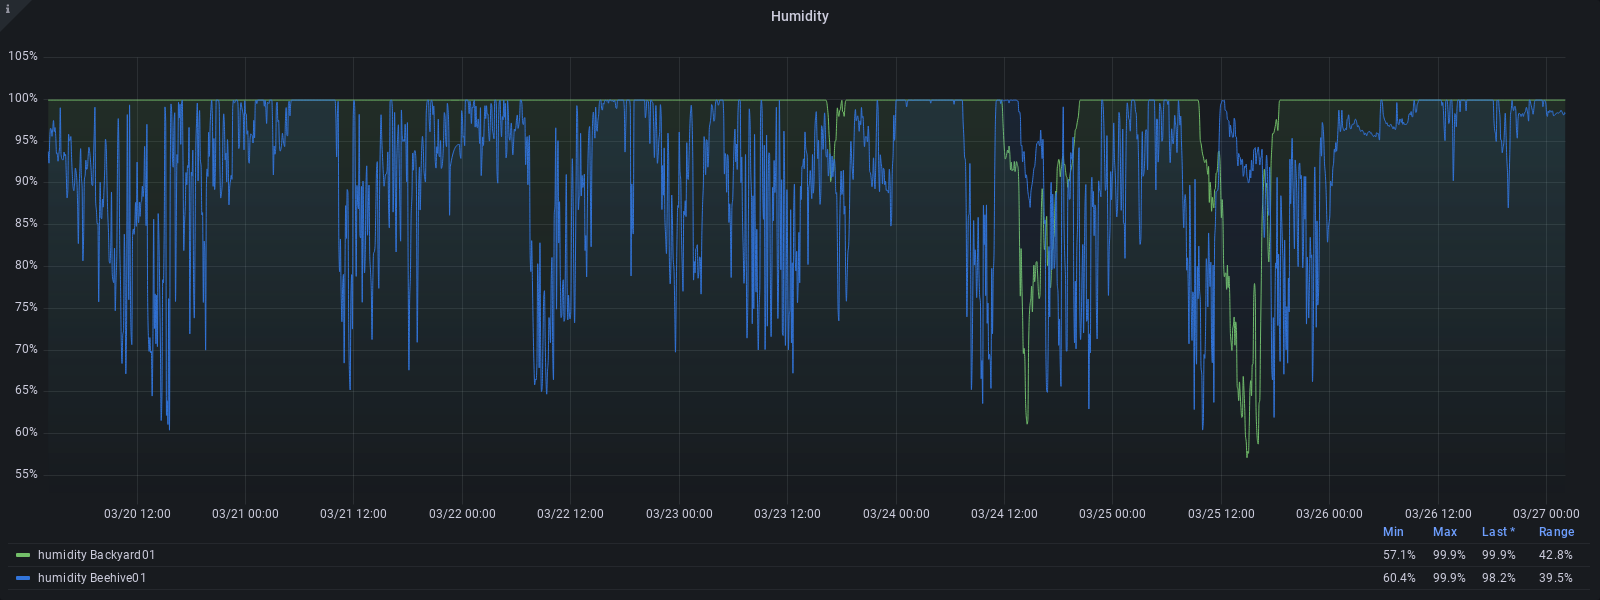 i
Humidity
105%
100%
95%
90%
85%
80%
75%
70%
65%
60%
55%
03/20 12:00 03/21 00:00 03/21 12:00 03/22 00:00 03/22 12:00 03/23 00:00 03/23 12:00 03/24 00:00 03/24 12:00 03/25 00:00 03/25 12:00 03/26 00:00 03/26 12:00 03/27 00:00
Min Max Last * Range
humidity Backyard01 57.1% 99.9% 99.9% 42.8%
humidity Beehive01 60.4% 99.9% 98.2% 39.5%